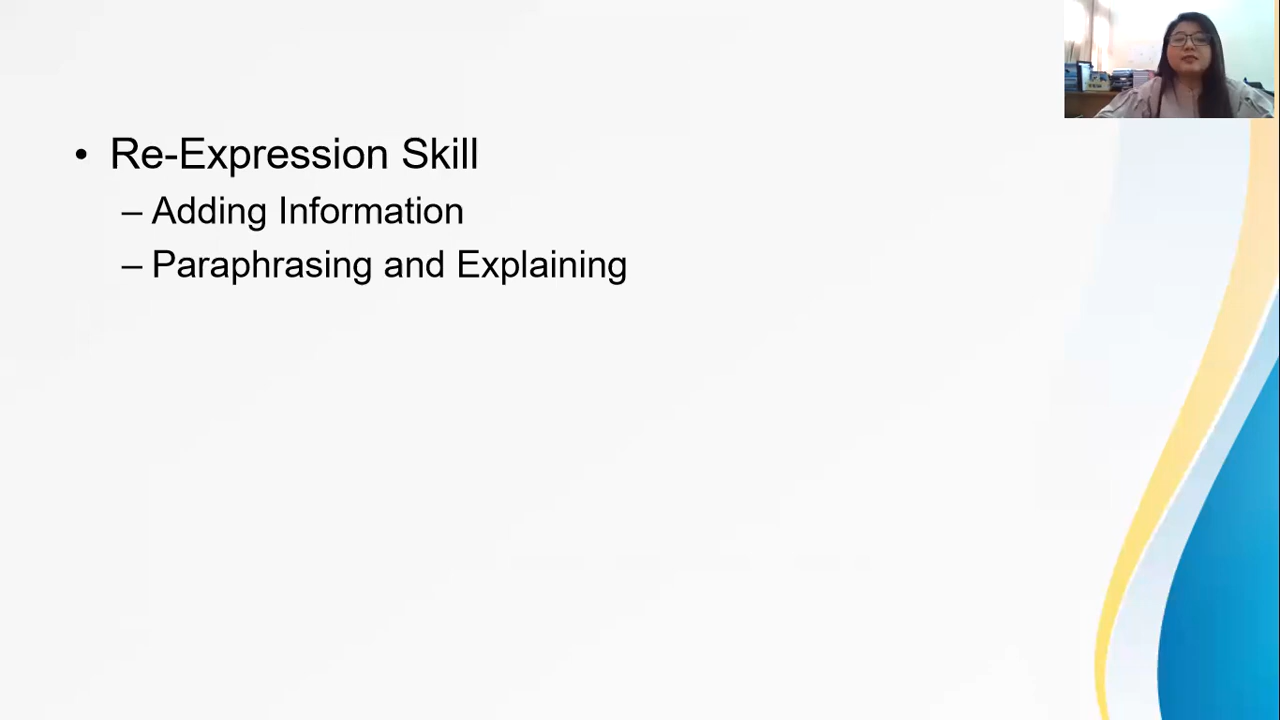 • Re-Expression Skill
– Adding Information
– Paraphrasing and Explaining